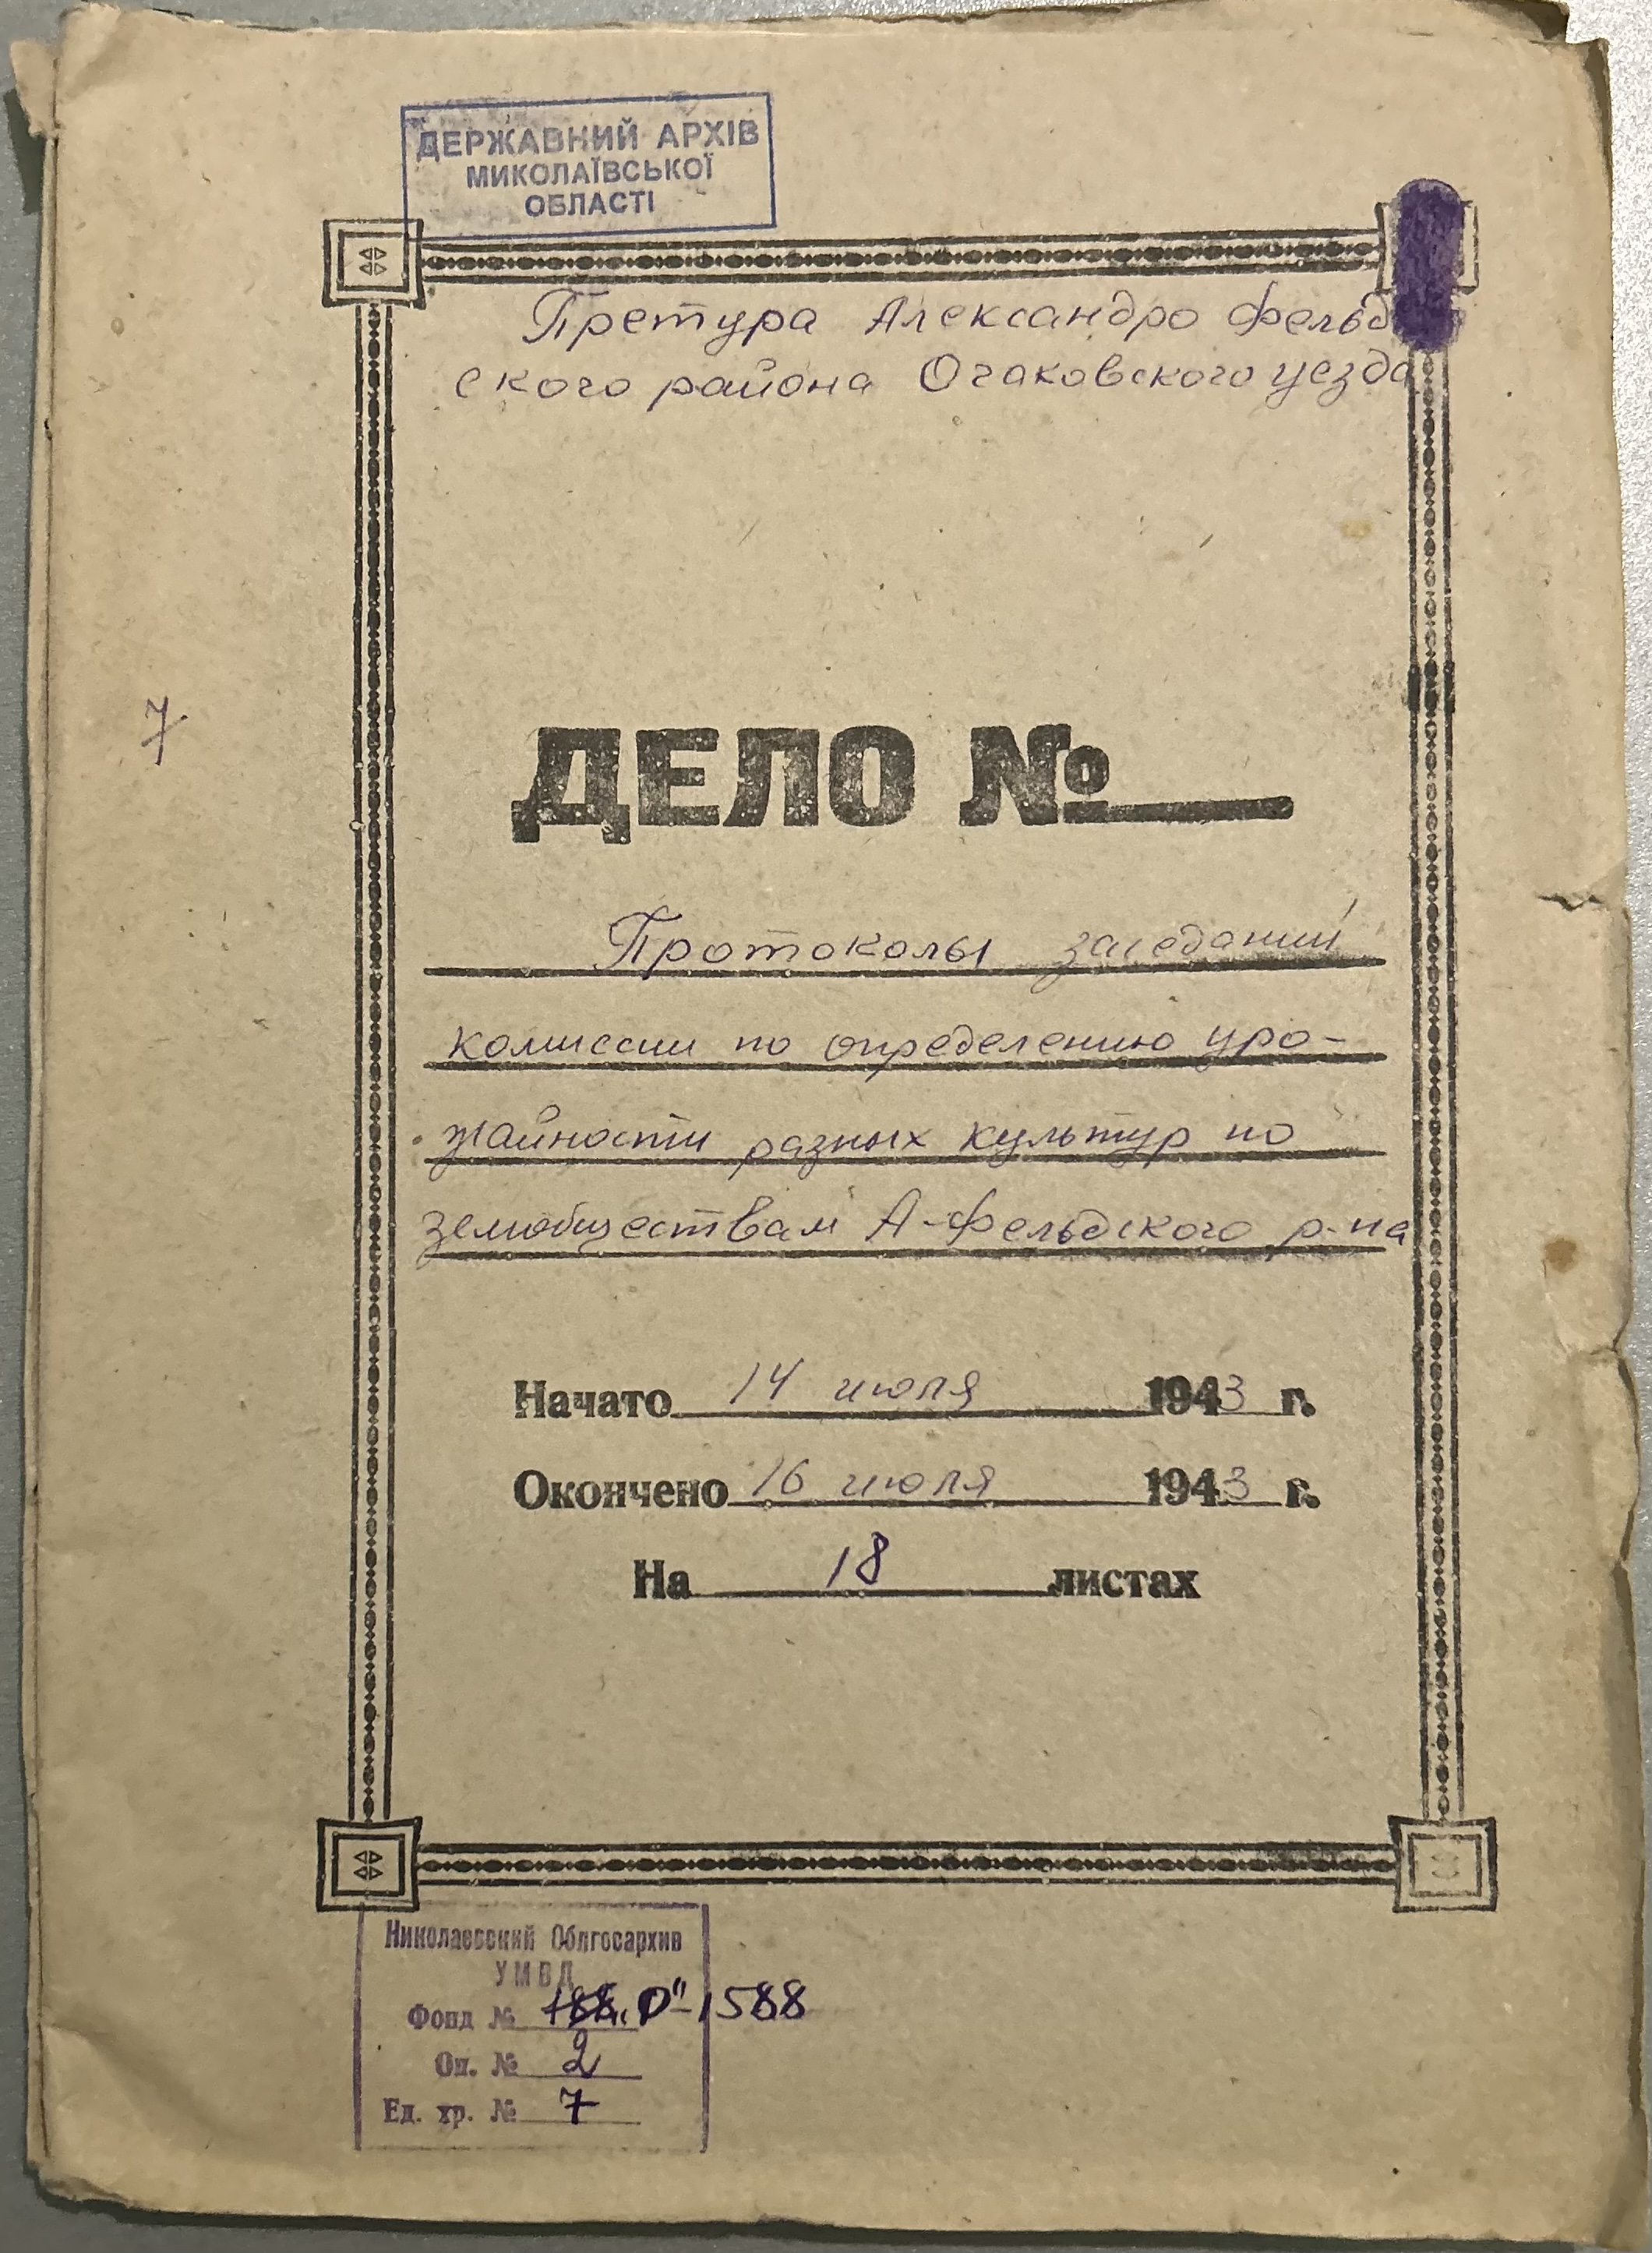 ДЕРЖАВНИЙ АРХІВ
МИКОЛАЇВСЬКОЇ
ОБЛАСТІ
Претура Александро фельд
ского района Очаковского уезда
7
ДЕЛО №
Протоколы заседаний
комиссии по определению уро-
жайности разных культур по
земобществам А-фельдского р-на
Начато 14 июля 1943 г.
Окончено 16 июля 1943 г.
На 18 листах
Николаевский Облгосархив
УМВД
Фонд № „Р"-1588
Оп. № 2
Ед. хр. № 7